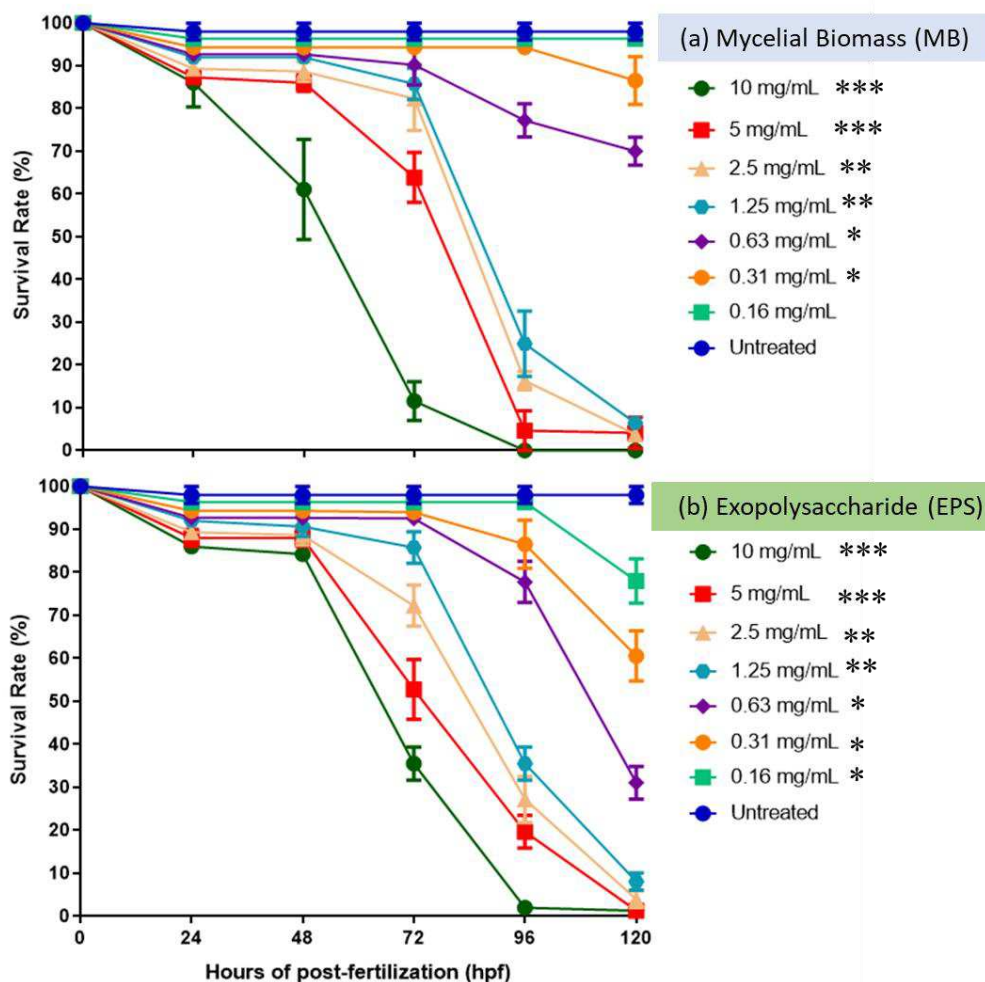 (a) Mycelial Biomass (MB)
100
90
80
70
60
50
40
30
20
10
0
Survival Rate (%)
10 mg/mL ***
5 mg/mL ***
2.5 mg/mL **
1.25 mg/mL **
0.63 mg/mL *
0.31 mg/mL *
0.16 mg/mL
Untreated
(b) Exopolysaccharide (EPS)
100
90
80
70
60
50
40
30
20
10
0
Survival Rate (%)
10 mg/mL ***
5 mg/mL ***
2.5 mg/mL **
1.25 mg/mL **
0.63 mg/mL *
0.31 mg/mL *
0.16 mg/mL *
Untreated
0 24 48 72 96 120
Hours of post-fertilization (hpf)